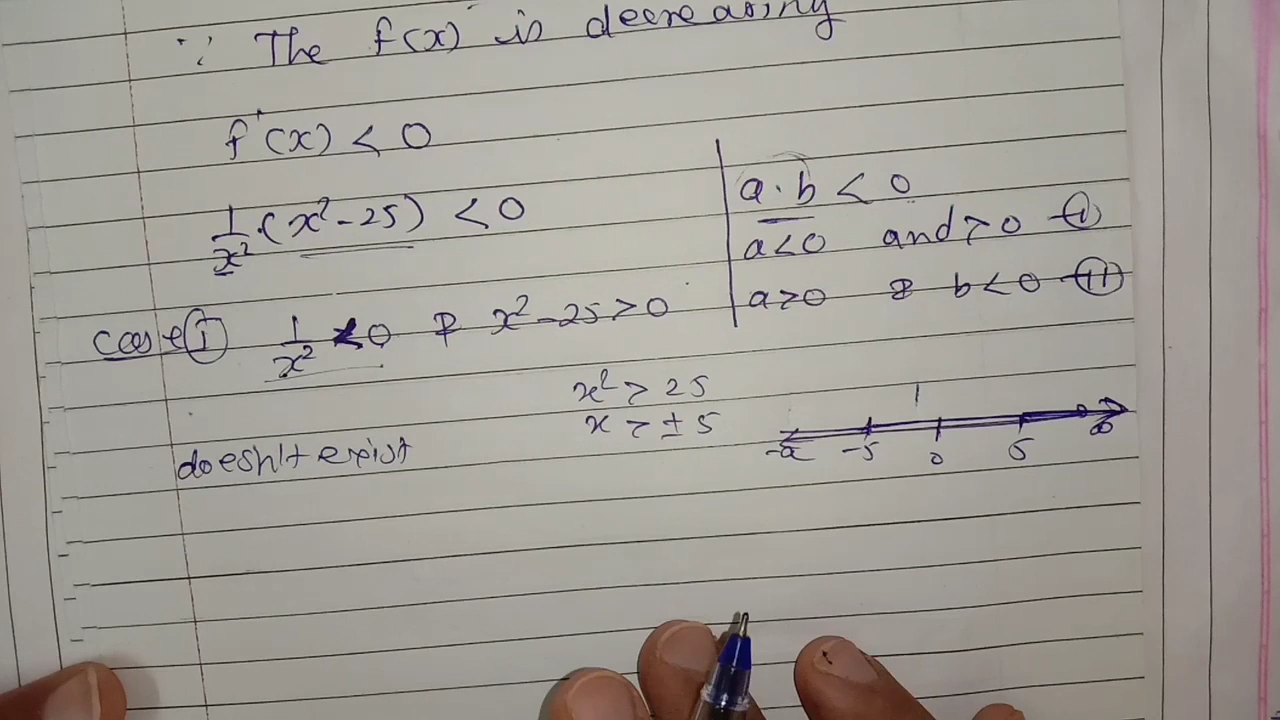 ∵ The f(x) is decreasing
f'(x) < 0
1/x² · (x² - 25) < 0
a · b < 0
a < 0 and > 0 - (I)
a > 0 & b < 0 - (II)
case (I) 1/x² < 0 & x² - 25 > 0
x² > 25
x > ± 5
-∞ -5 0 5 ∞
doesn't exist